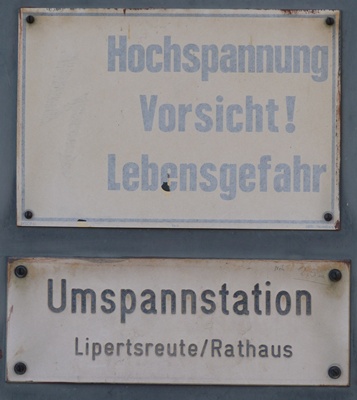 Hochspannung
Vorsicht!
Lebensgefahr
Umspannstation
Lipertsreute/Rathaus